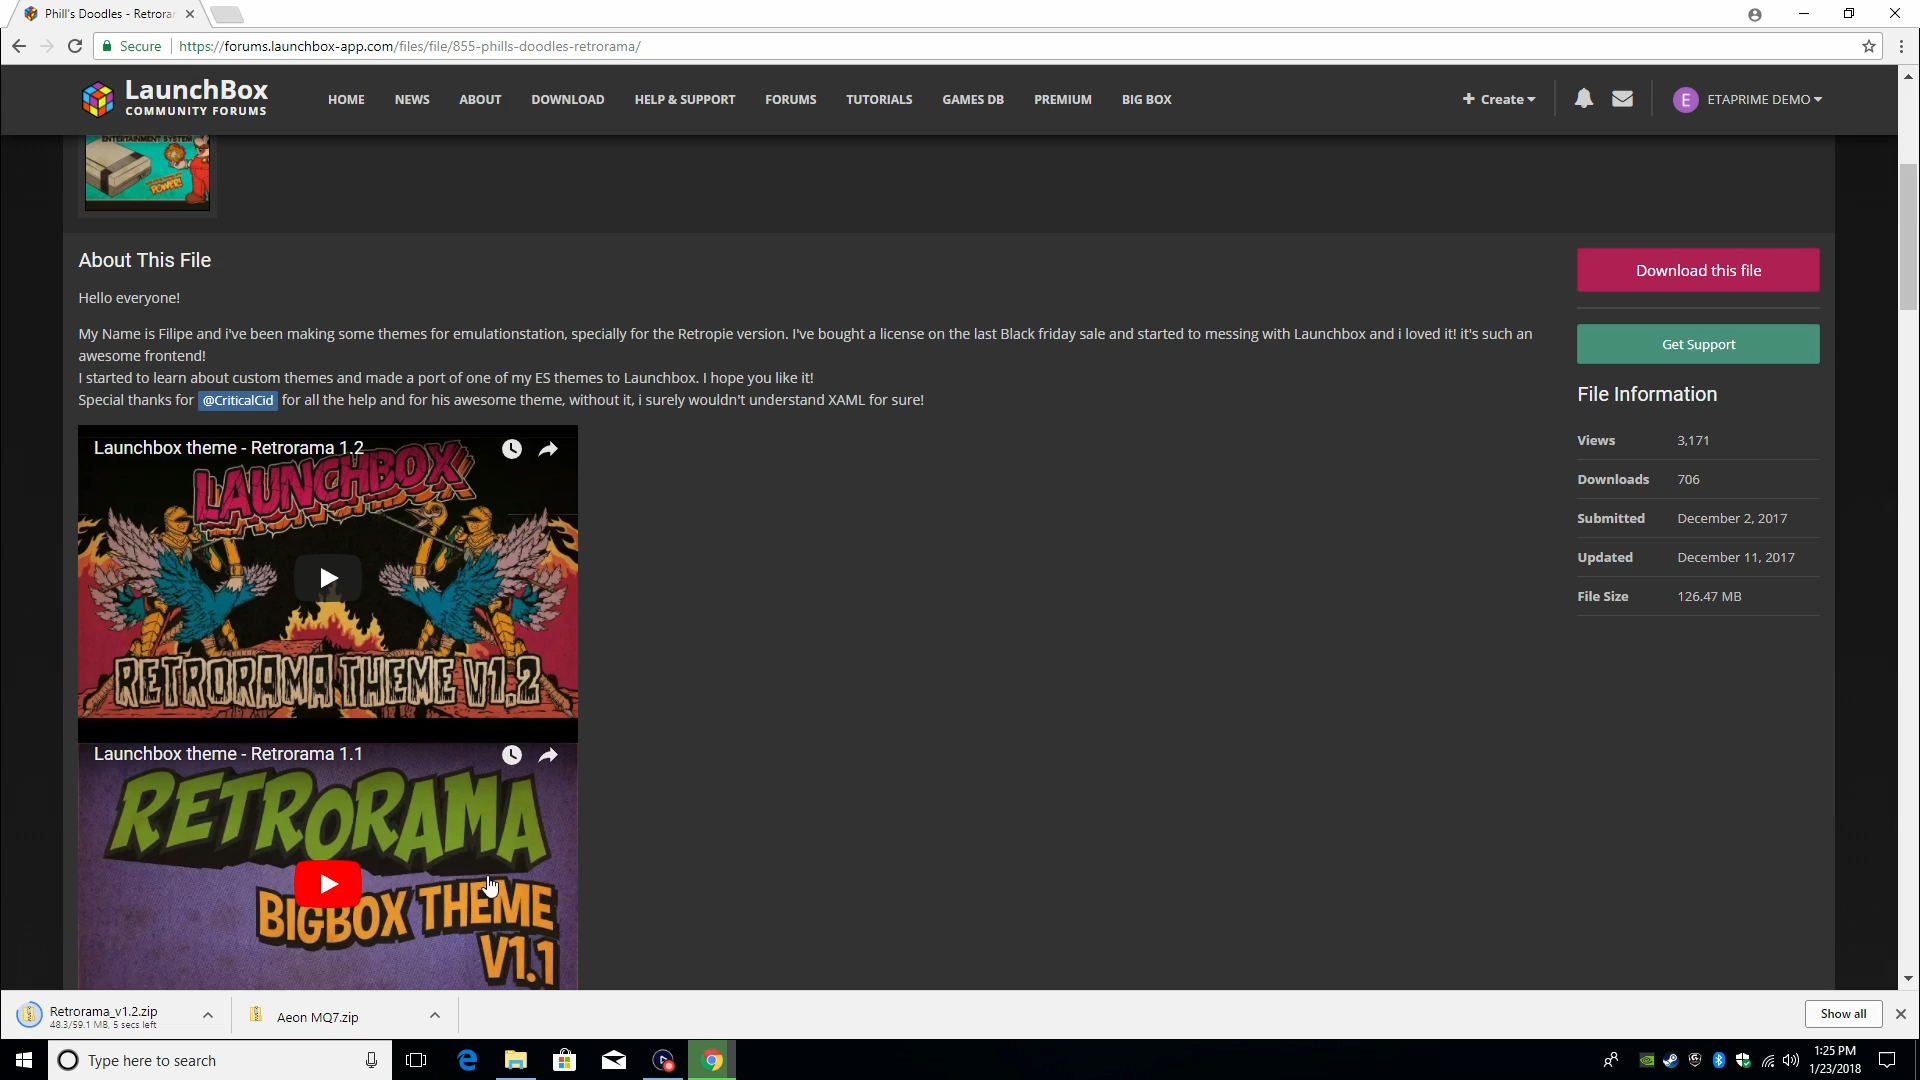 Phill's Doodles - Retrorar
Secure
https://forums.launchbox-app.com/files/file/855-phills-doodles-retrorama/
LaunchBox
COMMUNITY FORUMS
HOME
NEWS
ABOUT
DOWNLOAD
HELP & SUPPORT
FORUMS
TUTORIALS
GAMES DB
PREMIUM
BIG BOX
+ Create
E
ETAPRIME DEMO
ENTERTAINMENT SYSTEM
POWER!
About This File
Hello everyone!
My Name is Filipe and i've been making some themes for emulationstation, specially for the Retropie version. I've bought a license on the last Black friday sale and started to messing with Launchbox and i loved it! it's such an
awesome frontend!
I started to learn about custom themes and made a port of one of my ES themes to Launchbox. I hope you like it!
Special thanks for @CriticalCid for all the help and for his awesome theme, without it, i surely wouldn't understand XAML for sure!
Download this file
Get Support
File Information
Views 3,171
Downloads 706
Submitted December 2, 2017
Updated December 11, 2017
File Size 126.47 MB
Launchbox theme - Retrorama 1.2
LAUNCHBOX
RETRORAMA THEME V1.2
Launchbox theme - Retrorama 1.1
RETRORAMA
BIGBOX THEME
V1.1
Retrorama_v1.2.zip
48.3/59.1 MB, 5 secs left
Aeon MQ7.zip
Show all
Type here to search
1:25 PM
1/23/2018